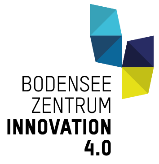 BODENSEE
ZENTRUM
INNOVATION
4.0